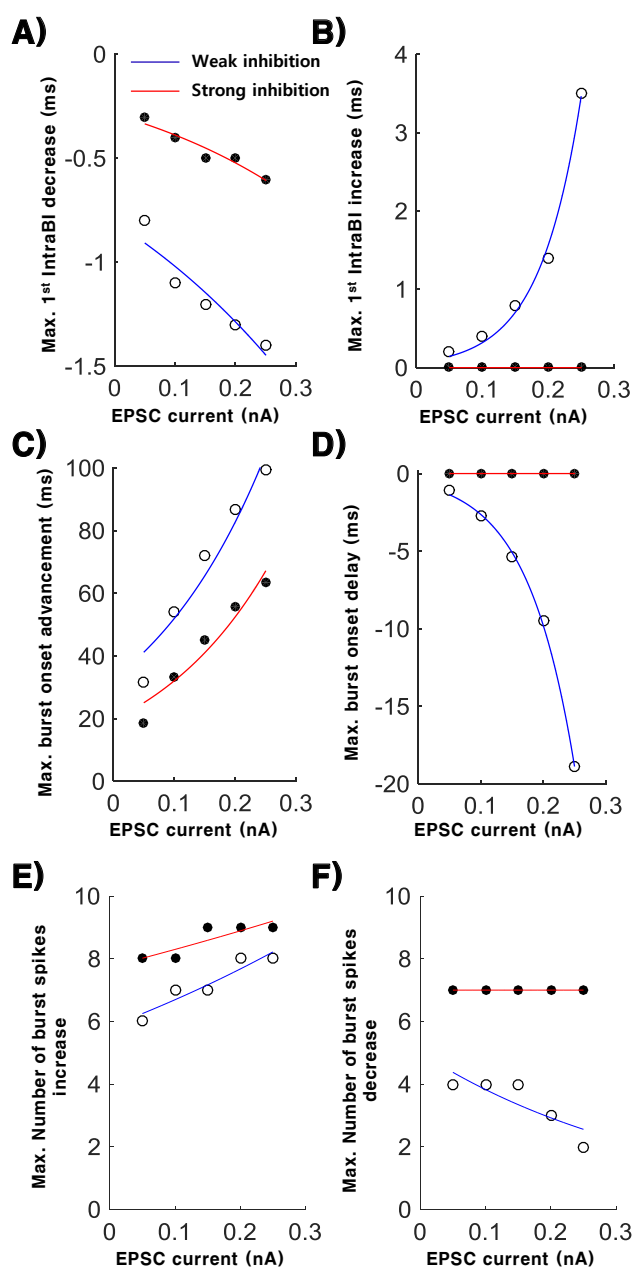 A)
Max. 1st IntraBI decrease (ms)
0
-0.5
-1
-1.5
Weak inhibition
Strong inhibition
0
0.1
0.2
0.3
EPSC current (nA)
B)
Max. 1st IntraBI increase (ms)
4
3
2
1
0
0
0.1
0.2
0.3
EPSC current (nA)
C)
Max. burst onset advancement (ms)
100
80
60
40
20
0
0
0.1
0.2
0.3
EPSC current (nA)
D)
Max. burst onset delay (ms)
0
-5
-10
-15
-20
0
0.1
0.2
0.3
EPSC current (nA)
E)
Max. Number of burst spikes
increase
10
8
6
4
2
0
0
0.1
0.2
0.3
EPSC current (nA)
F)
Max. Number of burst spikes
decrease
10
8
6
4
2
0
0
0.1
0.2
0.3
EPSC current (nA)